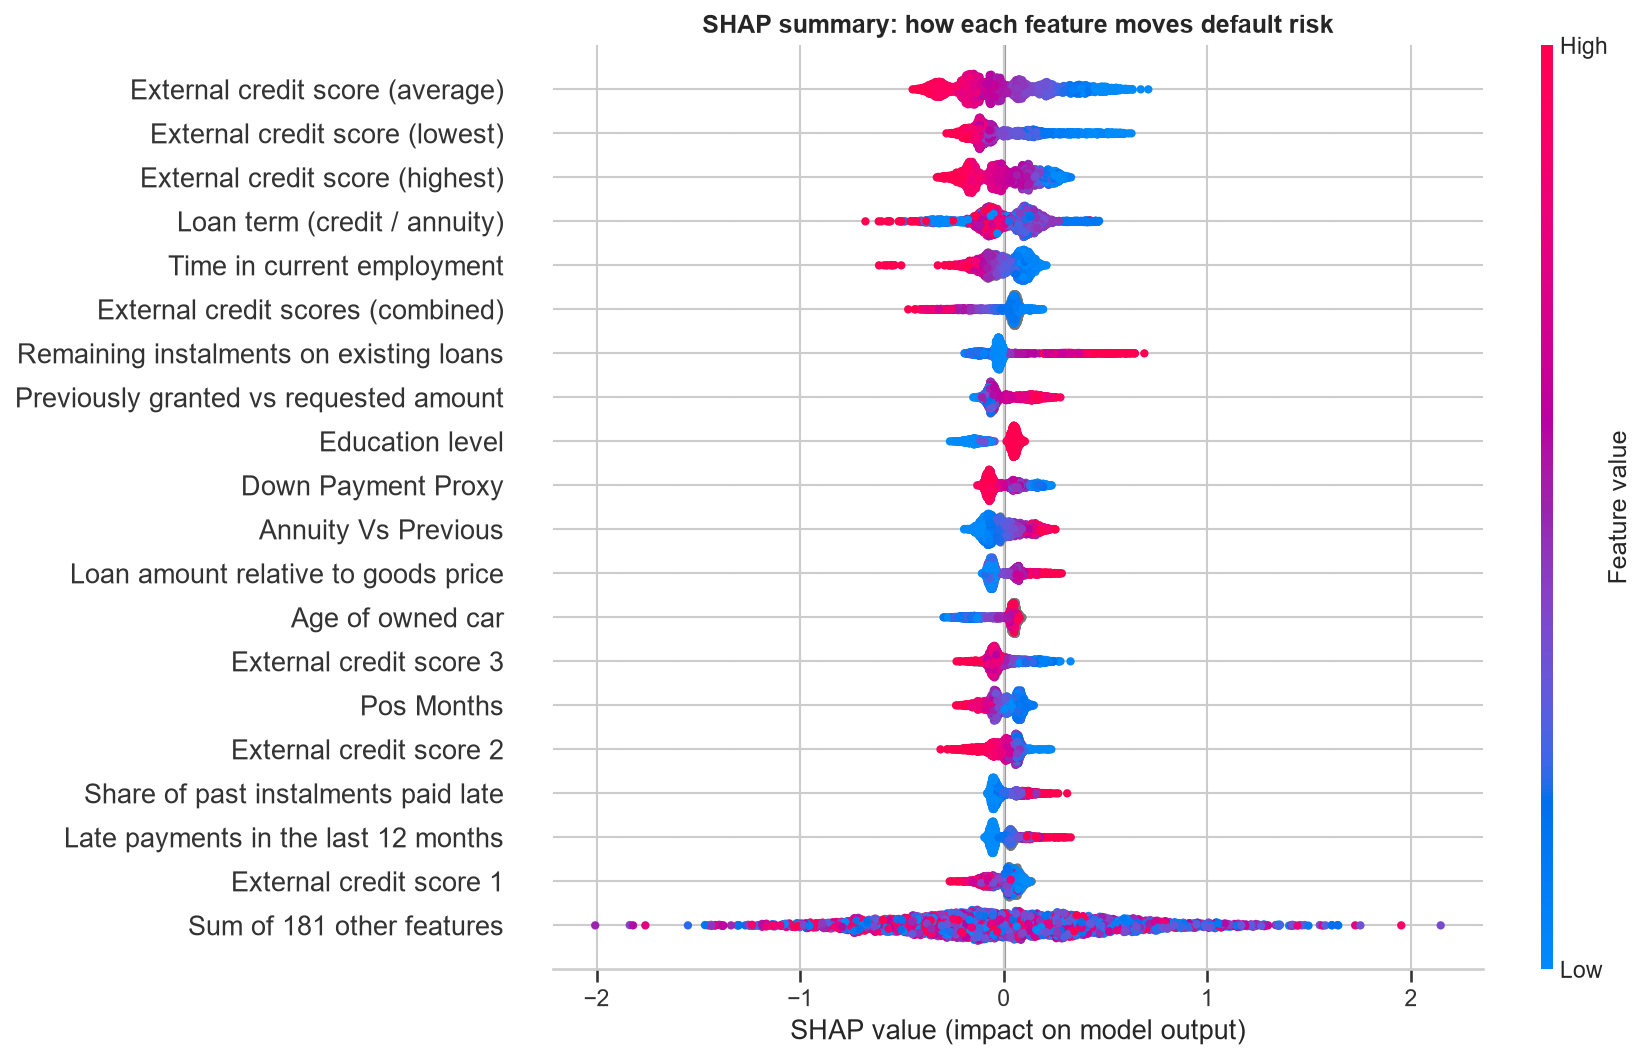 SHAP summary: how each feature moves default risk
High
External credit score (average)
External credit score (lowest)
External credit score (highest)
Loan term (credit / annuity)
Time in current employment
External credit scores (combined)
Remaining instalments on existing loans
Previously granted vs requested amount
Education level
Down Payment Proxy
Annuity Vs Previous
Loan amount relative to goods price
Age of owned car
External credit score 3
Pos Months
External credit score 2
Share of past instalments paid late
Late payments in the last 12 months
External credit score 1
Sum of 181 other features
Feature value
Low
−2 −1 0 1 2
SHAP value (impact on model output)